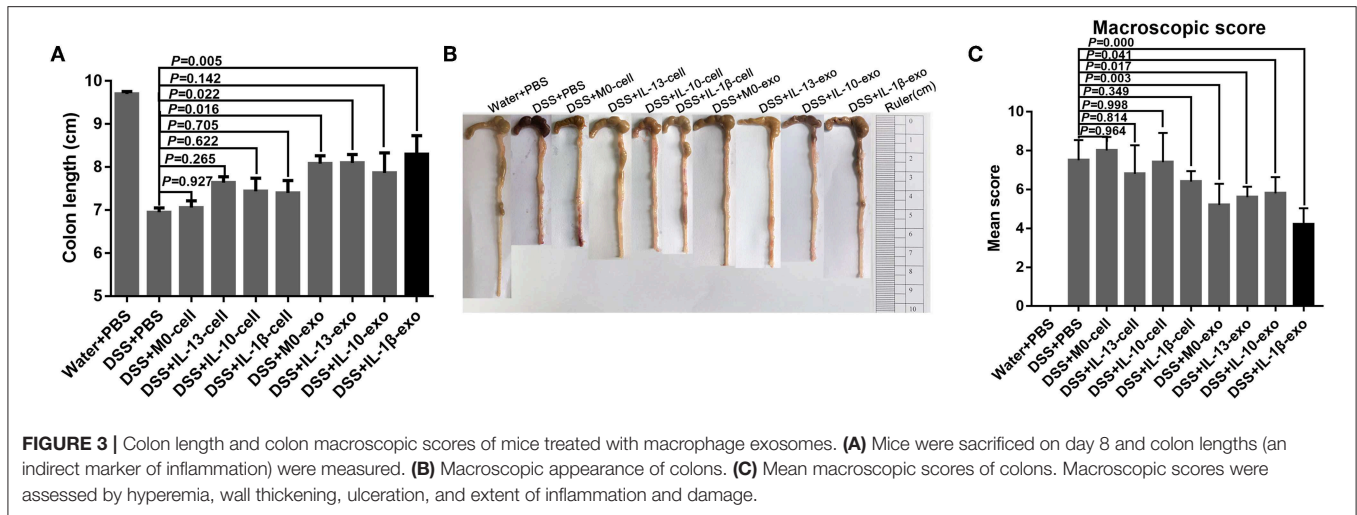 A
P=0.005
P=0.142
P=0.022
P=0.016
P=0.705
P=0.622
P=0.265
P=0.927
Colon length (cm)
10
9
8
7
6
5
Water+PBS
DSS+PBS
DSS+M0-cell
DSS+IL-13-cell
DSS+IL-10-cell
DSS+IL-1β-cell
DSS+M0-exo
DSS+IL-13-exo
DSS+IL-10-exo
DSS+IL-1β-exo
B
Water+PBS
DSS+PBS
DSS+M0-cell
DSS+IL-13-cell
DSS+IL-10-cell
DSS+IL-1β-cell
DSS+M0-exo
DSS+IL-13-exo
DSS+IL-10-exo
DSS+IL-1β-exo
Ruler(cm)
0
1
2
3
4
5
6
7
8
9
10
C
Macroscopic score
P=0.000
P=0.041
P=0.017
P=0.003
P=0.349
P=0.998
P=0.814
P=0.964
Mean score
10
8
6
4
2
0
Water+PBS
DSS+PBS
DSS+M0-cell
DSS+IL-13-cell
DSS+IL-10-cell
DSS+IL-1β-cell
DSS+M0-exo
DSS+IL-13-exo
DSS+IL-10-exo
DSS+IL-1β-exo
FIGURE 3 | Colon length and colon macroscopic scores of mice treated with macrophage exosomes. (A) Mice were sacrificed on day 8 and colon lengths (an
indirect marker of inflammation) were measured. (B) Macroscopic appearance of colons. (C) Mean macroscopic scores of colons. Macroscopic scores were
assessed by hyperemia, wall thickening, ulceration, and extent of inflammation and damage.